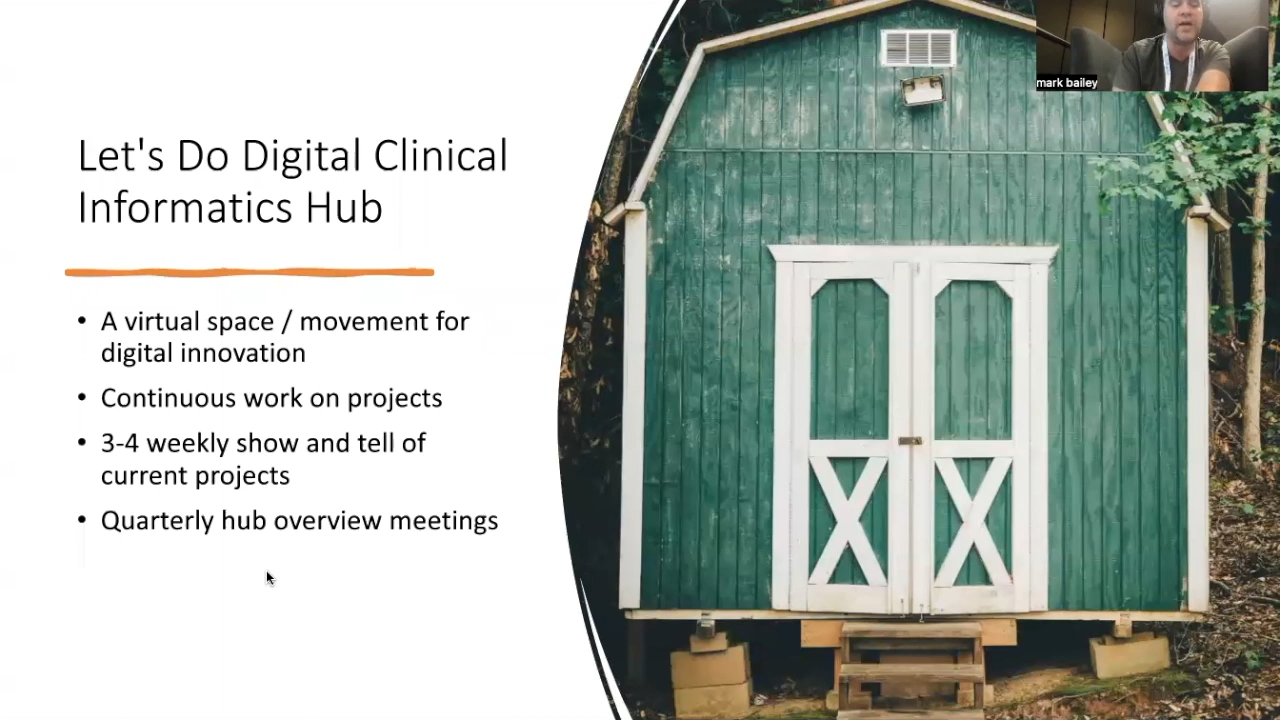 mark bailey
Let's Do Digital Clinical
Informatics Hub
• A virtual space / movement for
digital innovation
• Continuous work on projects
• 3-4 weekly show and tell of
current projects
• Quarterly hub overview meetings